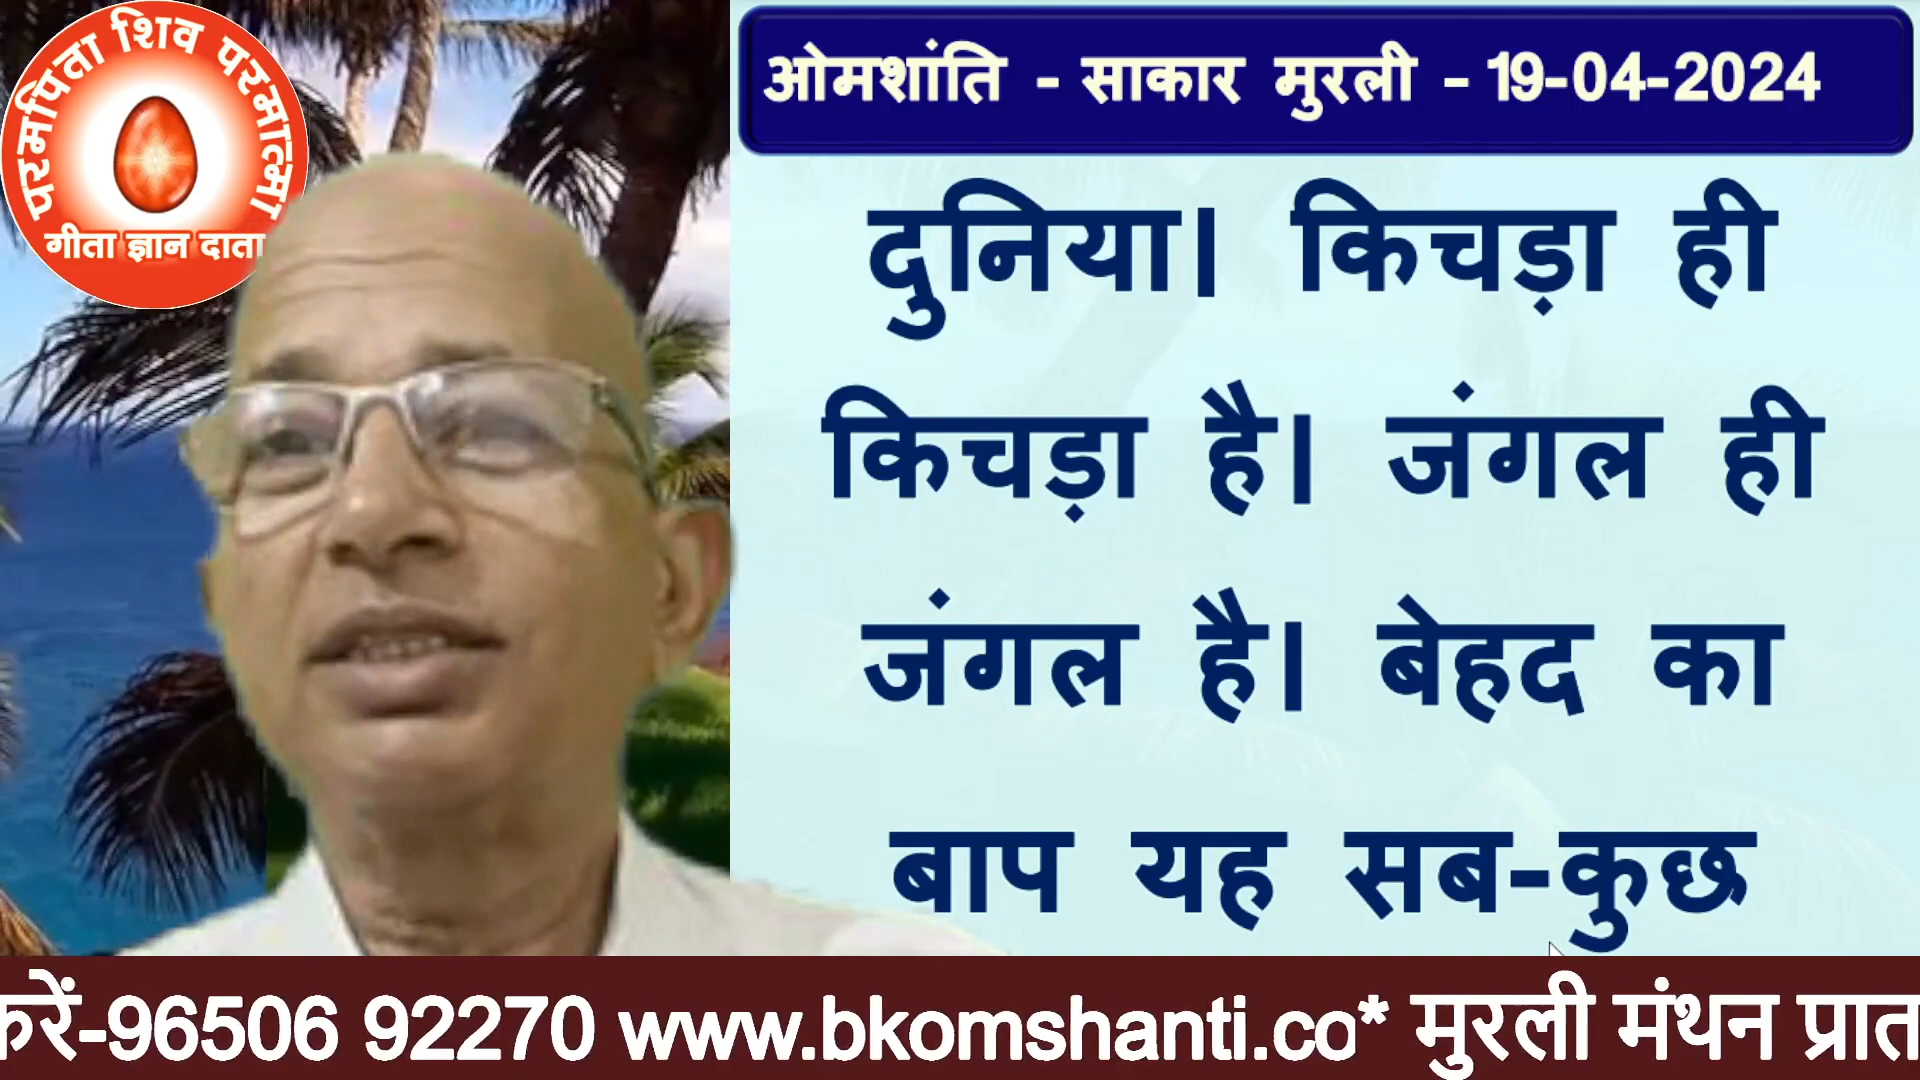 परमपिता शिव परमात्मा
गीता ज्ञान दाता
ओमशांति - साकार मुरली - 19-04-2024
दुनिया। किचड़ा ही
किचड़ा है। जंगल ही
जंगल है। बेहद का
बाप यह सब-कुछ
करें-96506 92270 www.bkomshanti.co* मुरली मंथन प्रात